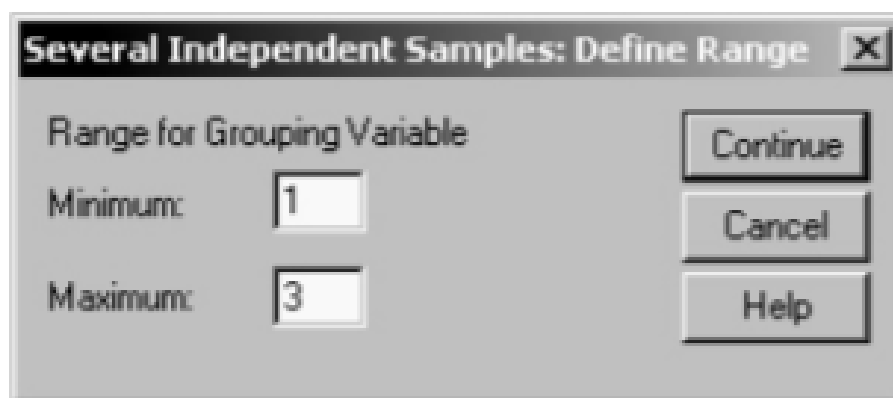 Several Independent Samples: Define Range
Range for Grouping Variable
Minimum: 1
Maximum: 3
Continue
Cancel
Help